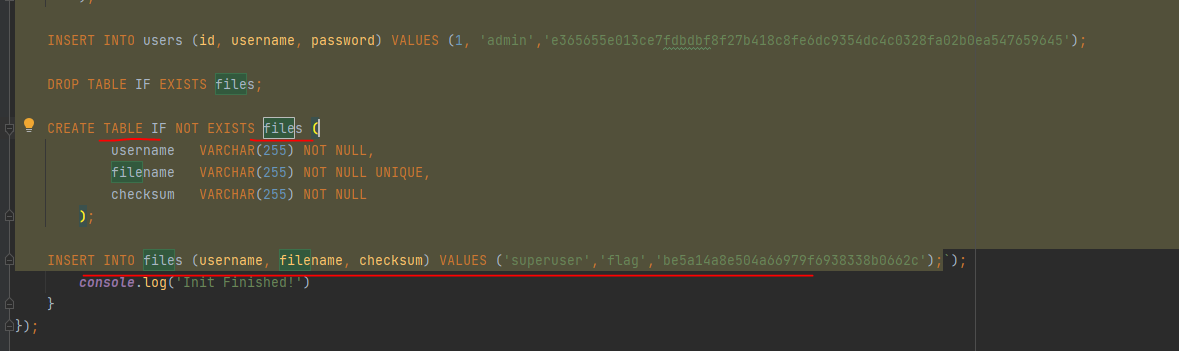 );
INSERT INTO users (id, username, password) VALUES (1, 'admin','e365655e013ce7fdbdbf8f27b418c8fe6dc9354dc4c0328fa02b0ea547659645');
DROP TABLE IF EXISTS files;
CREATE TABLE IF NOT EXISTS files (
username VARCHAR(255) NOT NULL,
filename VARCHAR(255) NOT NULL UNIQUE,
checksum VARCHAR(255) NOT NULL
);
INSERT INTO files (username, filename, checksum) VALUES ('superuser','flag','be5a14a8e504a66979f6938338b0662c');`);
console.log('Init Finished!')
}
});